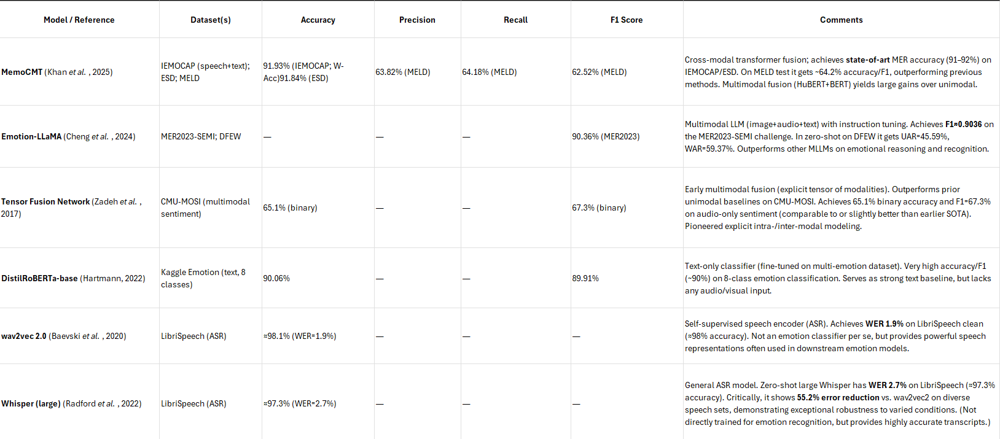 Model / Reference
Dataset(s)
Accuracy
Precision
Recall
F1 Score
Comments
MemoCMT (Khan et al. , 2025)
IEMOCAP (speech+text);
ESD; MELD
91.93% (IEMOCAP; W-
Acc)91.84% (ESD)
63.82% (MELD)
64.18% (MELD)
62.52% (MELD)
Cross-modal transformer fusion; achieves state-of-art MER accuracy (91–92%) on
IEMOCAP/ESD. On MELD test it gets ~64.2% accuracy/F1, outperforming previous
methods. Multimodal fusion (HuBERT+BERT) yields large gains over unimodal.
Emotion-LLaMA (Cheng et al. , 2024)
MER2023-SEMI; DFEW
—
—
—
90.36% (MER2023)
Multimodal LLM (image+audio+text) with instruction tuning. Achieves F1≈0.9036 on
the MER2023-SEMI challenge. In zero-shot on DFEW it gets UAR=45.59%,
WAR=59.37%. Outperforms other MLLMs on emotional reasoning and recognition.
Tensor Fusion Network (Zadeh et al. ,
2017)
CMU-MOSI (multimodal
sentiment)
65.1% (binary)
—
—
67.3% (binary)
Early multimodal fusion (explicit tensor of modalities). Outperforms prior
unimodal baselines on CMU-MOSI. Achieves 65.1% binary accuracy and F1=67.3%
on audio-only sentiment (comparable to or slightly better than earlier SOTA).
Pioneered explicit intra-/inter-modal modeling.
DistilRoBERTa-base (Hartmann, 2022)
Kaggle Emotion (text, 8
classes)
90.06%
—
—
89.91%
Text-only classifier (fine-tuned on multi-emotion dataset). Very high accuracy/F1
(~90%) on 8-class emotion classification. Serves as strong text baseline, but lacks
any audio/visual input.
wav2vec 2.0 (Baevski et al. , 2020)
LibriSpeech (ASR)
≈98.1% (WER=1.9%)
—
—
—
Self-supervised speech encoder (ASR). Achieves WER 1.9% on LibriSpeech clean
(≈98% accuracy). Not an emotion classifier per se, but provides powerful speech
representations often used in downstream emotion models.
Whisper (large) (Radford et al. , 2022)
LibriSpeech (ASR)
≈97.3% (WER=2.7%)
—
—
—
General ASR model. Zero-shot large Whisper has WER 2.7% on LibriSpeech (≈97.3%
accuracy). Critically, it shows 55.2% error reduction vs. wav2vec2 on diverse
speech sets, demonstrating exceptional robustness to varied conditions. (Not
directly trained for emotion recognition, but provides highly accurate transcripts.)